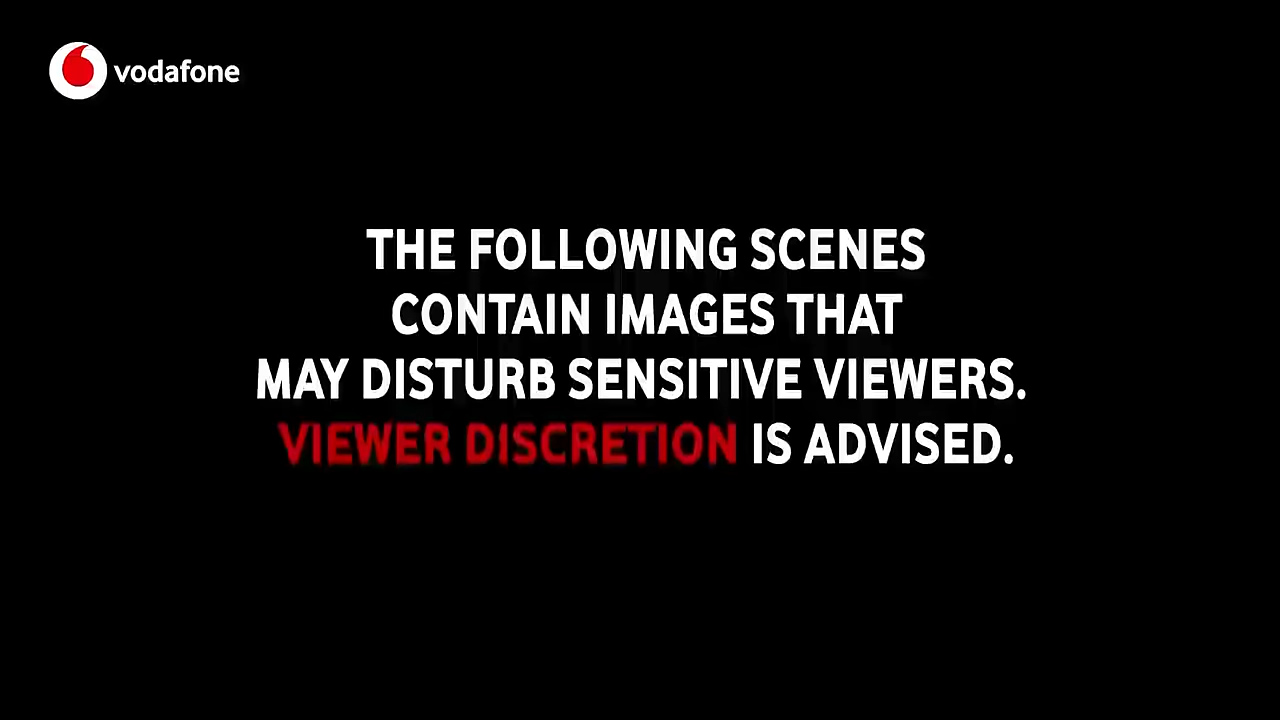 vodafone
THE FOLLOWING SCENES
CONTAIN IMAGES THAT
MAY DISTURB SENSITIVE VIEWERS.
VIEWER DISCRETION IS ADVISED.